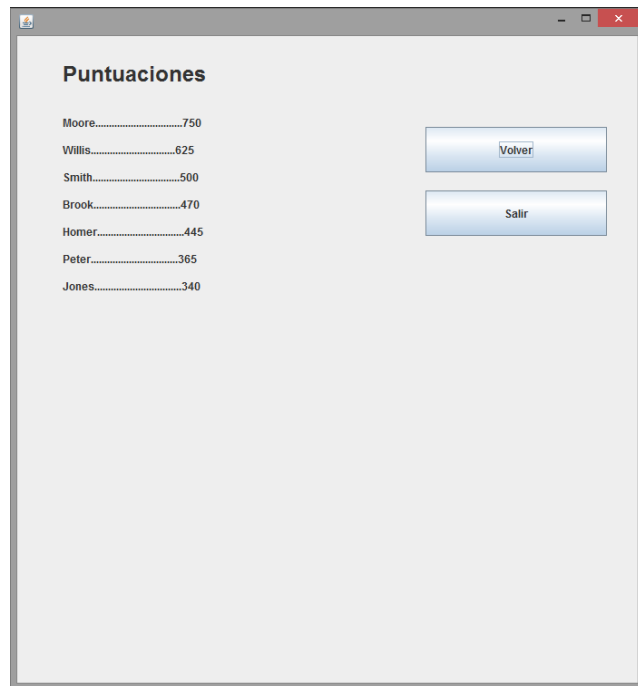 Puntuaciones
Moore................................750
Willis...............................625
Smith................................500
Brook................................470
Homer................................445
Peter................................365
Jones................................340
Volver
Salir